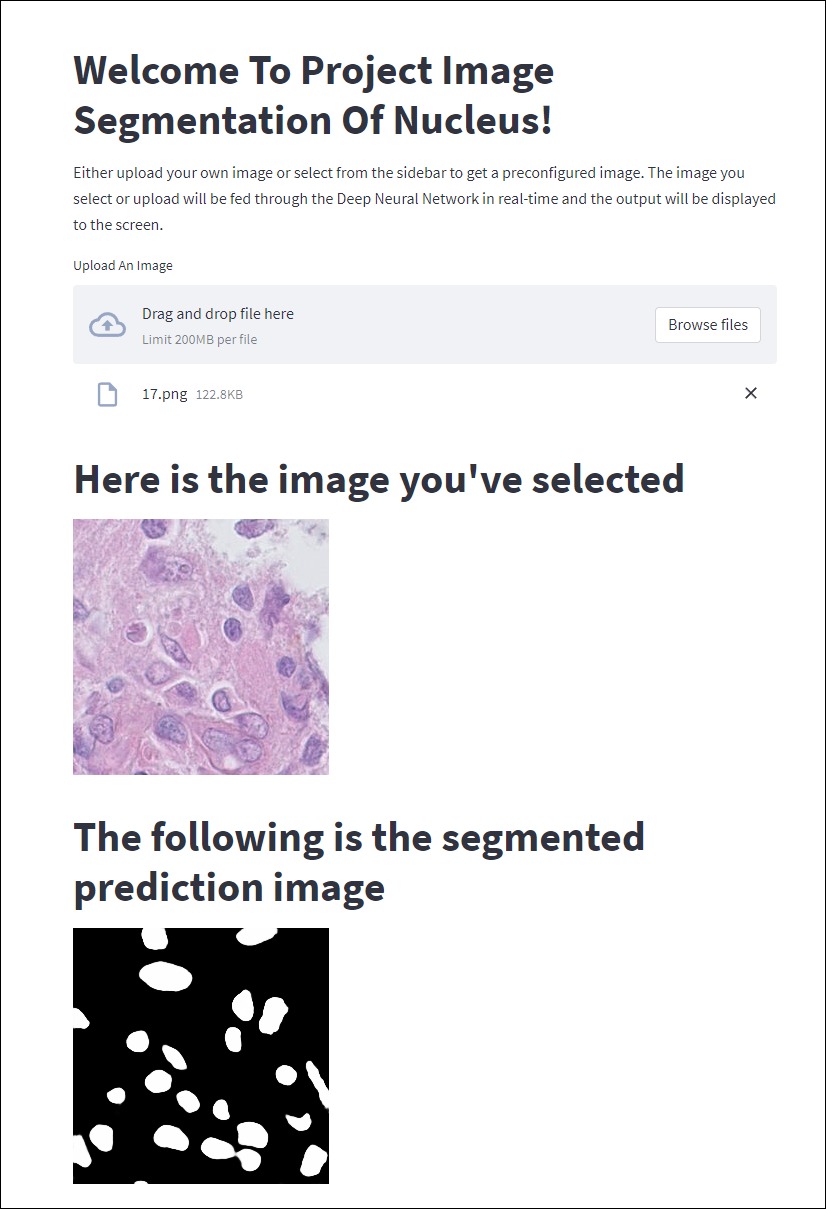 Welcome To Project Image
Segmentation Of Nucleus!
Either upload your own image or select from the sidebar to get a preconfigured image. The image you
select or upload will be fed through the Deep Neural Network in real-time and the output will be displayed
to the screen.
Upload An Image
Drag and drop file here
Limit 200MB per file
Browse files
17.png 122.8KB
Here is the image you've selected
The following is the segmented
prediction image